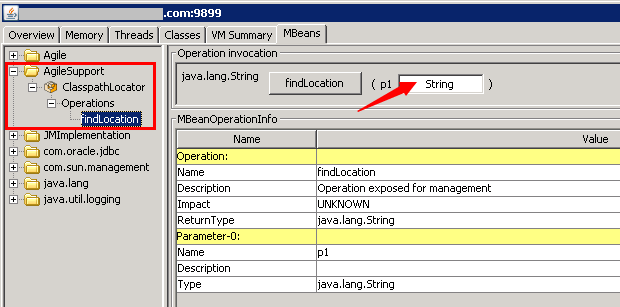 .com:9899
Overview Memory Threads Classes VM Summary MBeans
Agile
AgileSupport
ClasspathLocator
Operations
findLocation
JMImplementation
com.oracle.jdbc
com.sun.management
java.lang
java.util.logging
Operation invocation
java.lang.String findLocation ( p1 String )
MBeanOperationInfo
Name Value
Operation:
Name findLocation
Description Operation exposed for management
Impact UNKNOWN
ReturnType java.lang.String
Parameter-0:
Name p1
Description
Type java.lang.String